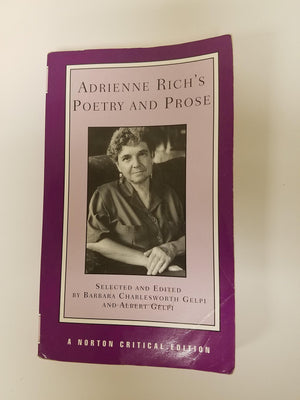 ADRIENNE RICH'S
POETRY AND PROSE
SELECTED AND EDITED
BY BARBARA CHARLESWORTH GELPI
AND ALBERT GELPI
A NORTON CRITICAL EDITION